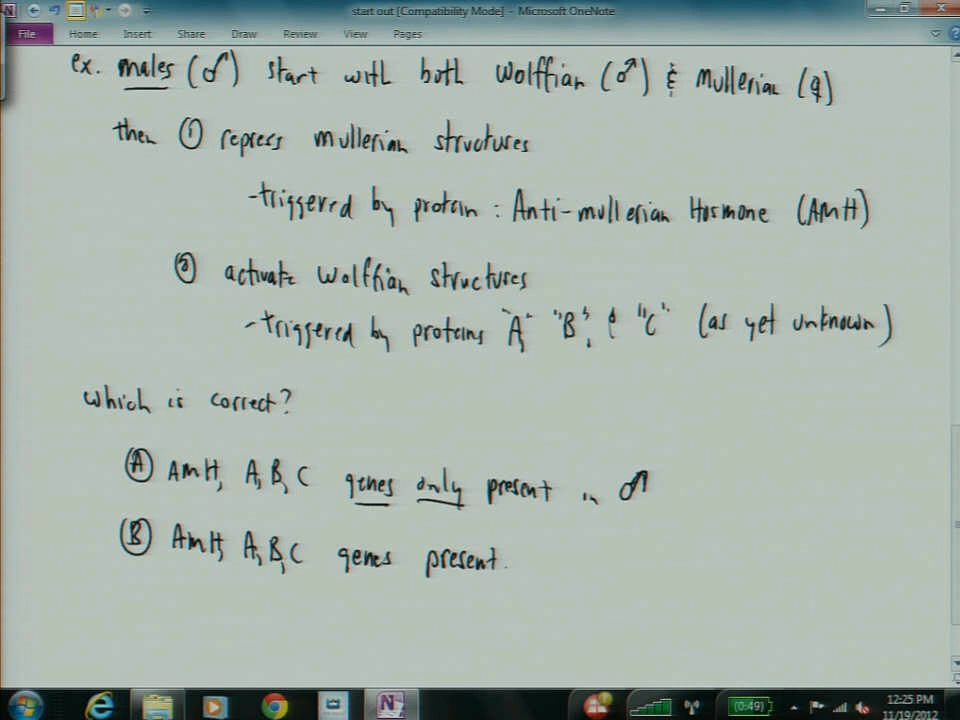 start out [Compatibility Mode] - Microsoft OneNote
File Home Insert Share Draw Review View Pages
ex. males (♂) start with both Wolffian (♂) & Mullerian (♀)
then ① repress mullerian structures
- triggered by protein : Anti-mullerian Hormone (AMH)
② activate Wolffian structures
- triggered by proteins "A," "B", & "C" (as yet unknown)
Which is correct?
Ⓐ AMH, A, B, C genes only present in ♂
Ⓑ AMH, A, B, C genes present.
(0:49)
12:25 PM
11/19/2012